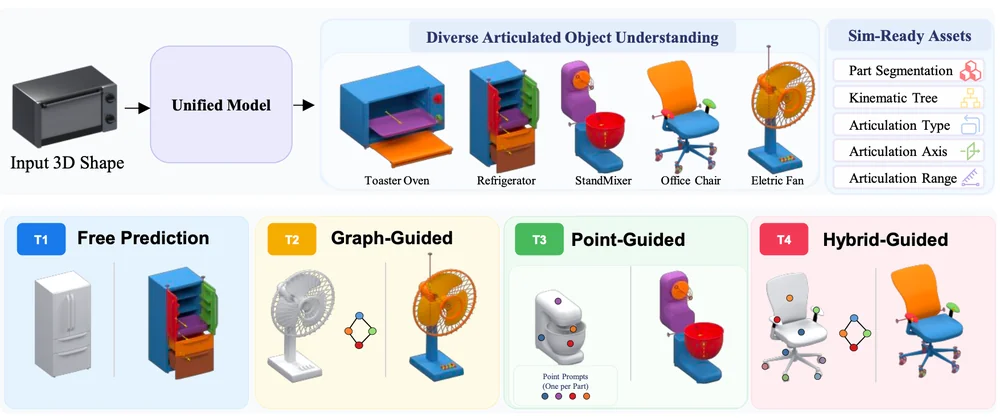 Diverse Articulated Object Understanding
Sim-Ready Assets
Unified Model
Input 3D Shape
Toaster Oven
Refrigerator
StandMixer
Office Chair
Eletric Fan
Part Segmentation
Kinematic Tree
Articulation Type
Articulation Axis
Articulation Range
T1
Free Prediction
T2
Graph-Guided
T3
Point-Guided
Point Prompts
(One per Part)
T4
Hybrid-Guided